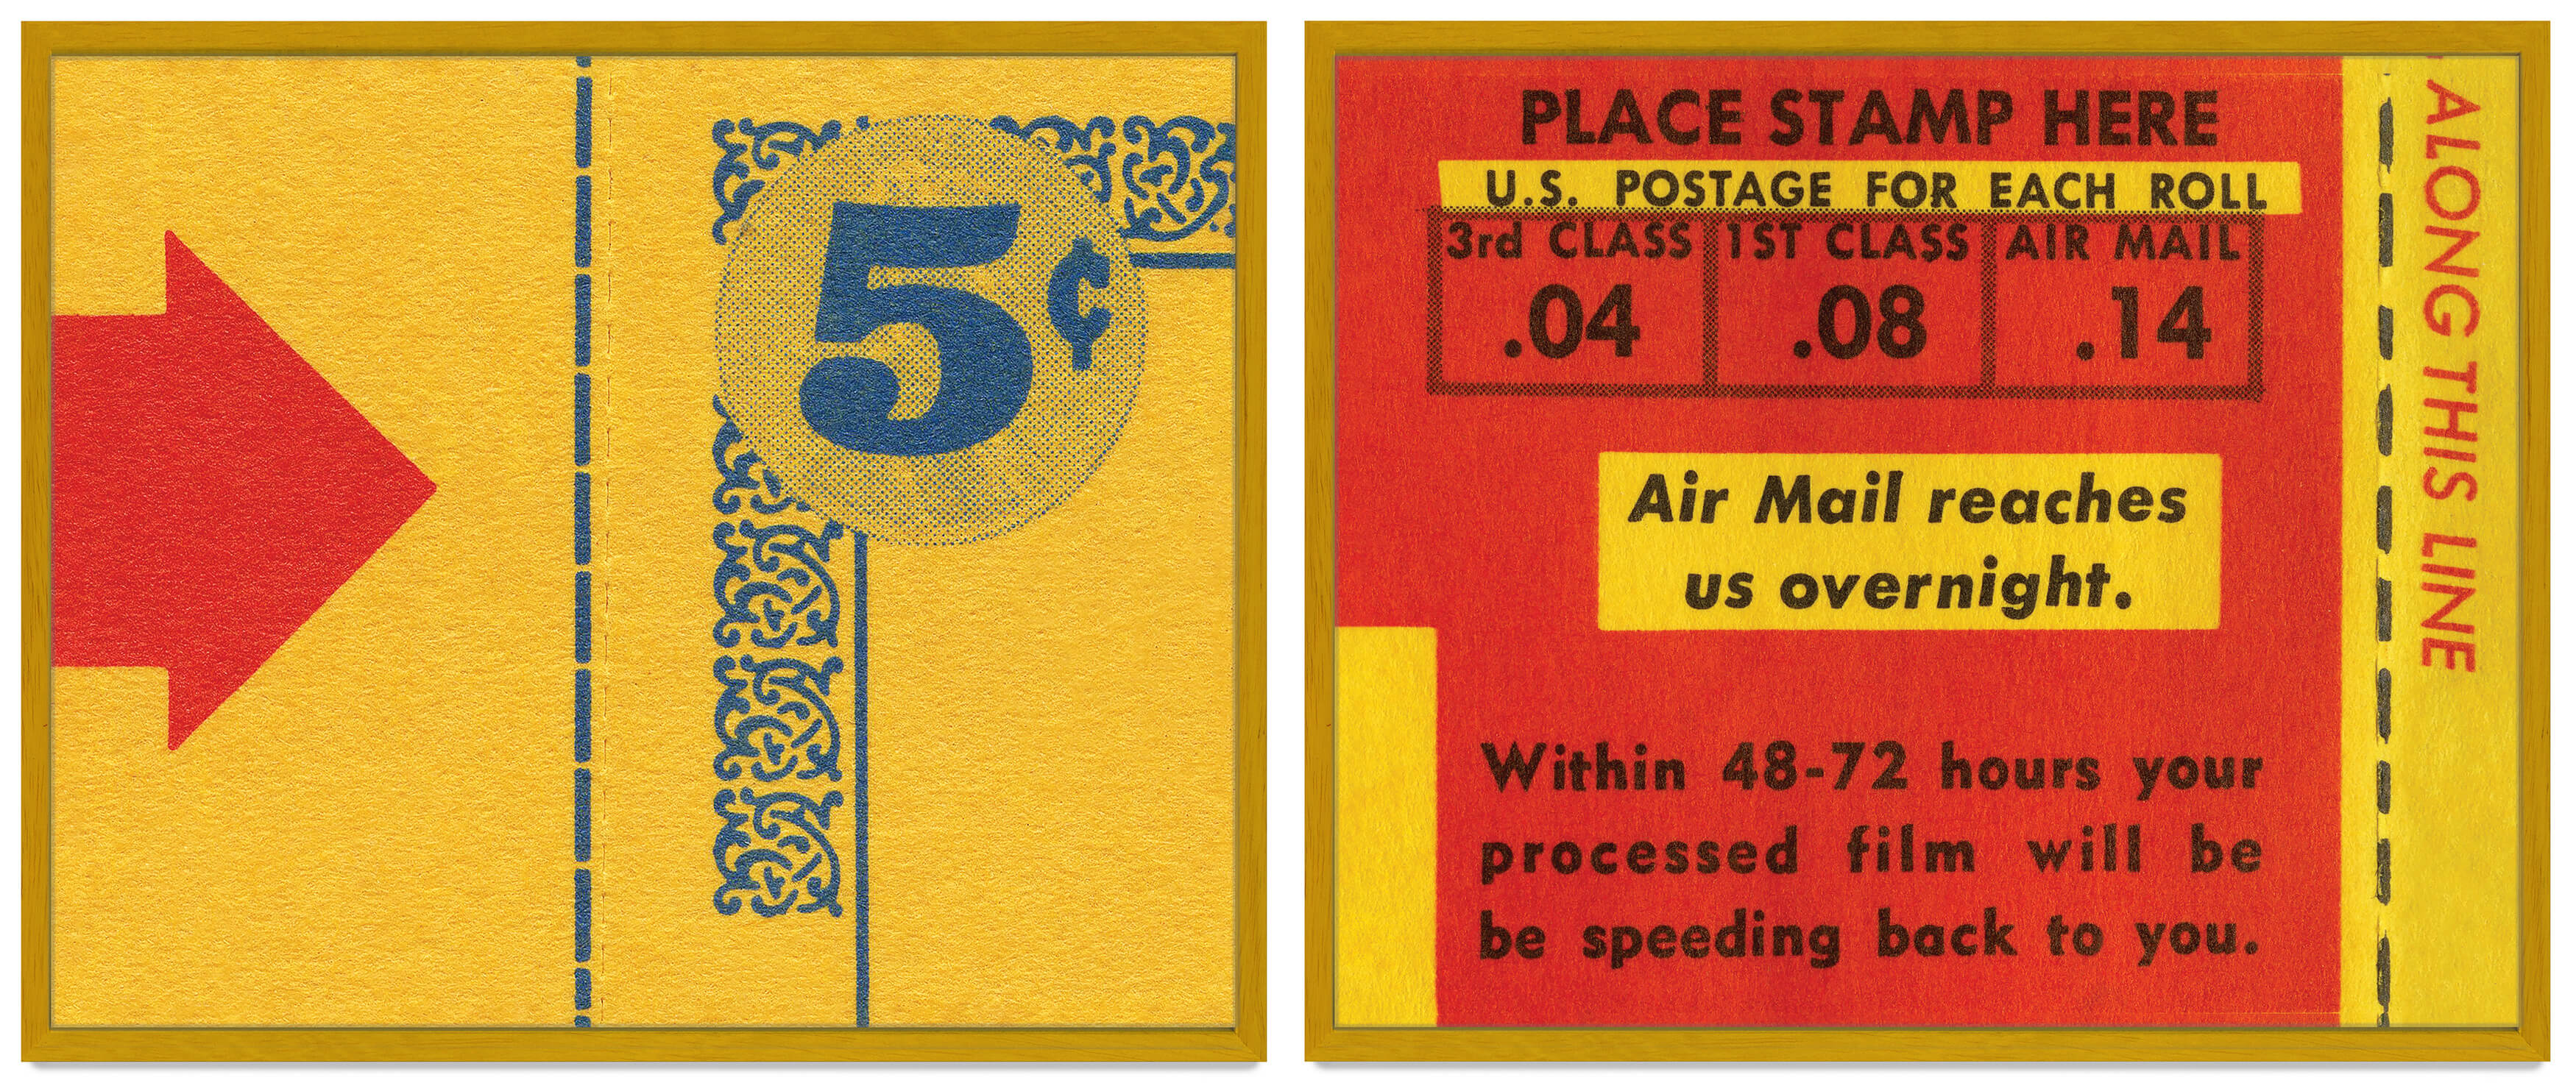 5¢
PLACE STAMP HERE
U.S. POSTAGE FOR EACH ROLL
3rd CLASS 1ST CLASS AIR MAIL
.04 .08 .14
Air Mail reaches
us overnight.
Within 48-72 hours your
processed film will be
be speeding back to you.
ALONG THIS LINE